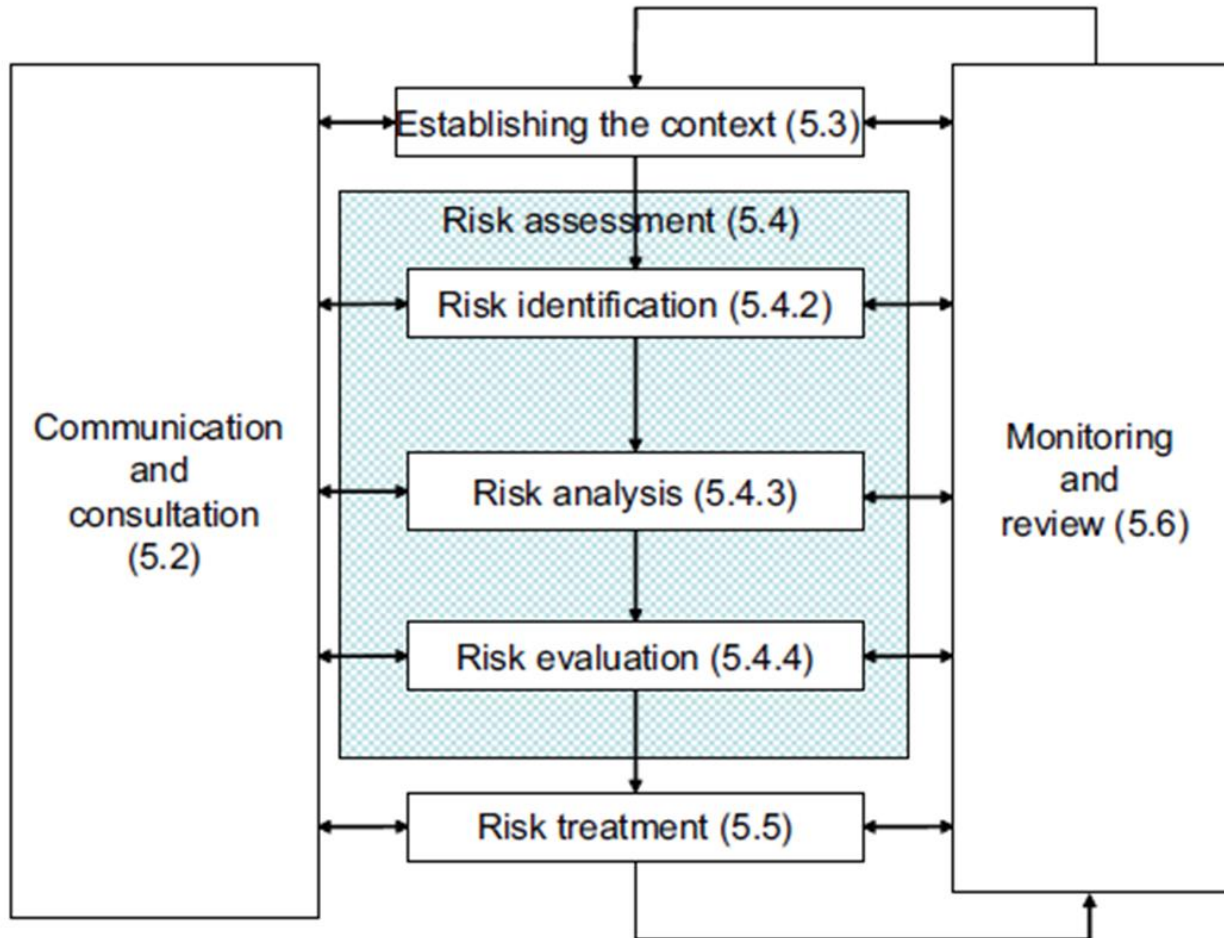 Establishing the context (5.3)
Risk assessment (5.4)
Risk identification (5.4.2)
Communication
and
consultation
(5.2)
Risk analysis (5.4.3)
Monitoring
and
review (5.6)
Risk evaluation (5.4.4)
Risk treatment (5.5)